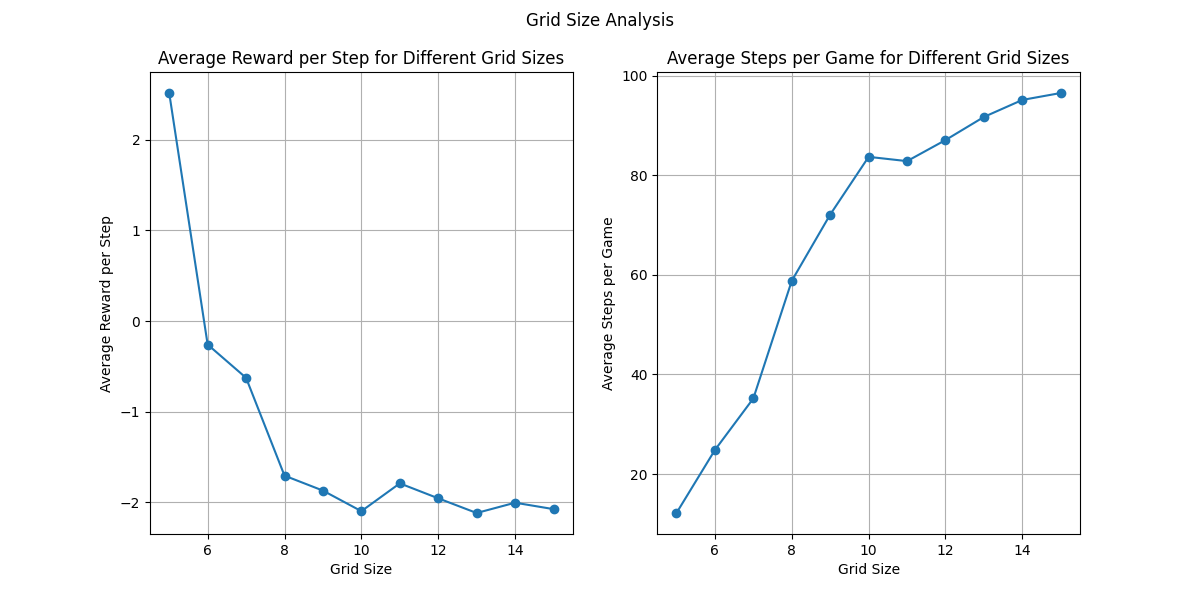 Grid Size Analysis
Average Reward per Step for Different Grid Sizes
Average Reward per Step
2
1
0
−1
−2
6 8 10 12 14
Grid Size
Average Steps per Game for Different Grid Sizes
Average Steps per Game
100
80
60
40
20
6 8 10 12 14
Grid Size